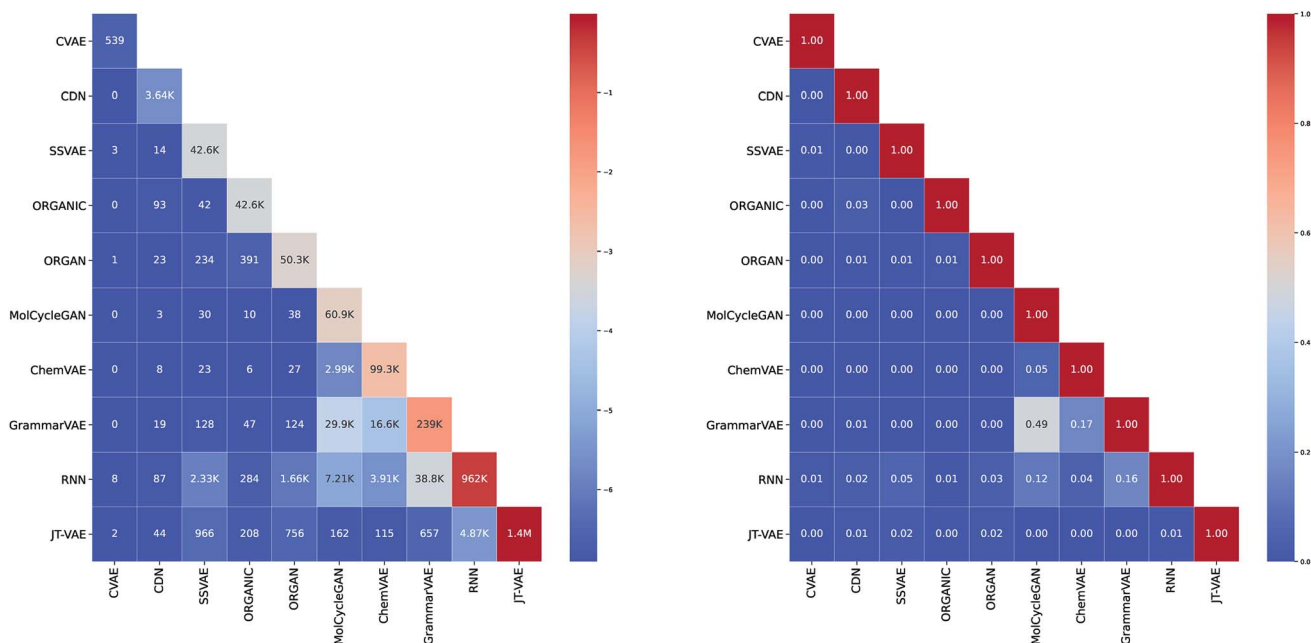 CVAE 539
CDN 0 3.64K
SSVAE 3 14 42.6K
ORGANIC 0 93 42 42.6K
ORGAN 1 23 234 391 50.3K
MolCycleGAN 0 3 30 10 38 60.9K
ChemVAE 0 8 23 6 27 2.99K 99.3K
GrammarVAE 0 19 128 47 124 29.9K 16.6K 239K
RNN 8 87 2.33K 284 1.66K 7.21K 3.91K 38.8K 962K
JT-VAE 2 44 966 208 756 162 115 657 4.87K 1.4M
CVAE CDN SSVAE ORGANIC ORGAN MolCycleGAN ChemVAE GrammarVAE RNN JT-VAE
−1
−2
−3
−4
−5
−6
CVAE 1.00
CDN 0.00 1.00
SSVAE 0.01 0.00 1.00
ORGANIC 0.00 0.03 0.00 1.00
ORGAN 0.00 0.01 0.01 0.01 1.00
MolCycleGAN 0.00 0.00 0.00 0.00 0.00 1.00
ChemVAE 0.00 0.00 0.00 0.00 0.00 0.05 1.00
GrammarVAE 0.00 0.01 0.00 0.00 0.00 0.49 0.17 1.00
RNN 0.01 0.02 0.05 0.01 0.03 0.12 0.04 0.16 1.00
JT-VAE 0.00 0.01 0.02 0.00 0.02 0.00 0.00 0.00 0.01 1.00
CVAE CDN SSVAE ORGANIC ORGAN MolCycleGAN ChemVAE GrammarVAE RNN JT-VAE
1.0
0.8
0.6
0.4
0.2
0.0